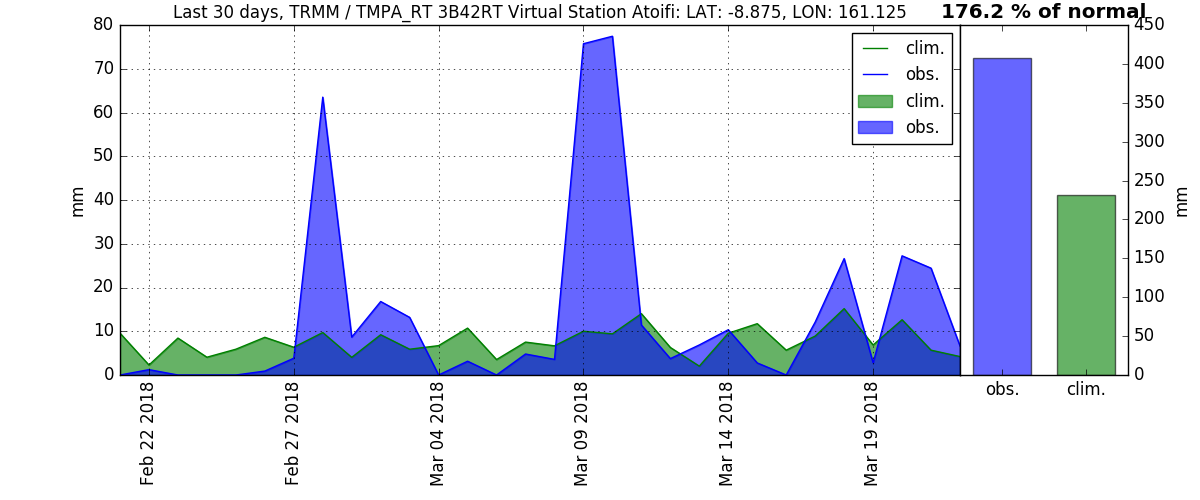 Last 30 days, TRMM / TMPA_RT 3B42RT Virtual Station Atoifi: LAT: -8.875, LON: 161.125
176.2 % of normal
80
70
60
50
40
30
20
10
0
mm
clim.
obs.
clim.
obs.
Feb 22 2018
Feb 27 2018
Mar 04 2018
Mar 09 2018
Mar 14 2018
Mar 19 2018
450
400
350
300
250
200
150
100
50
0
mm
obs.
clim.